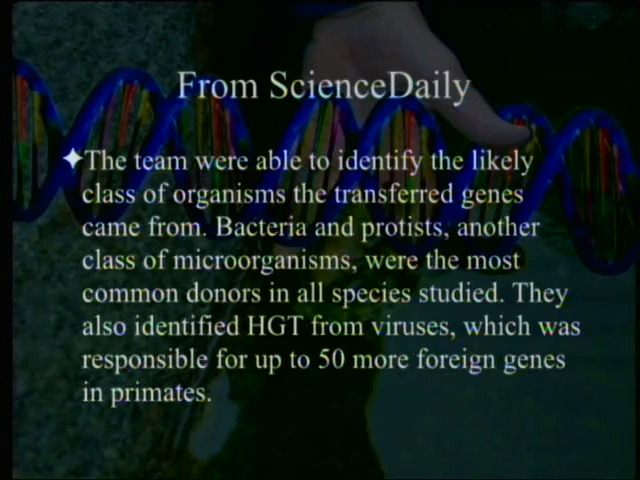 From ScienceDaily
The team were able to identify the likely
class of organisms the transferred genes
came from. Bacteria and protists, another
class of microorganisms, were the most
common donors in all species studied. They
also identified HGT from viruses, which was
responsible for up to 50 more foreign genes
in primates.